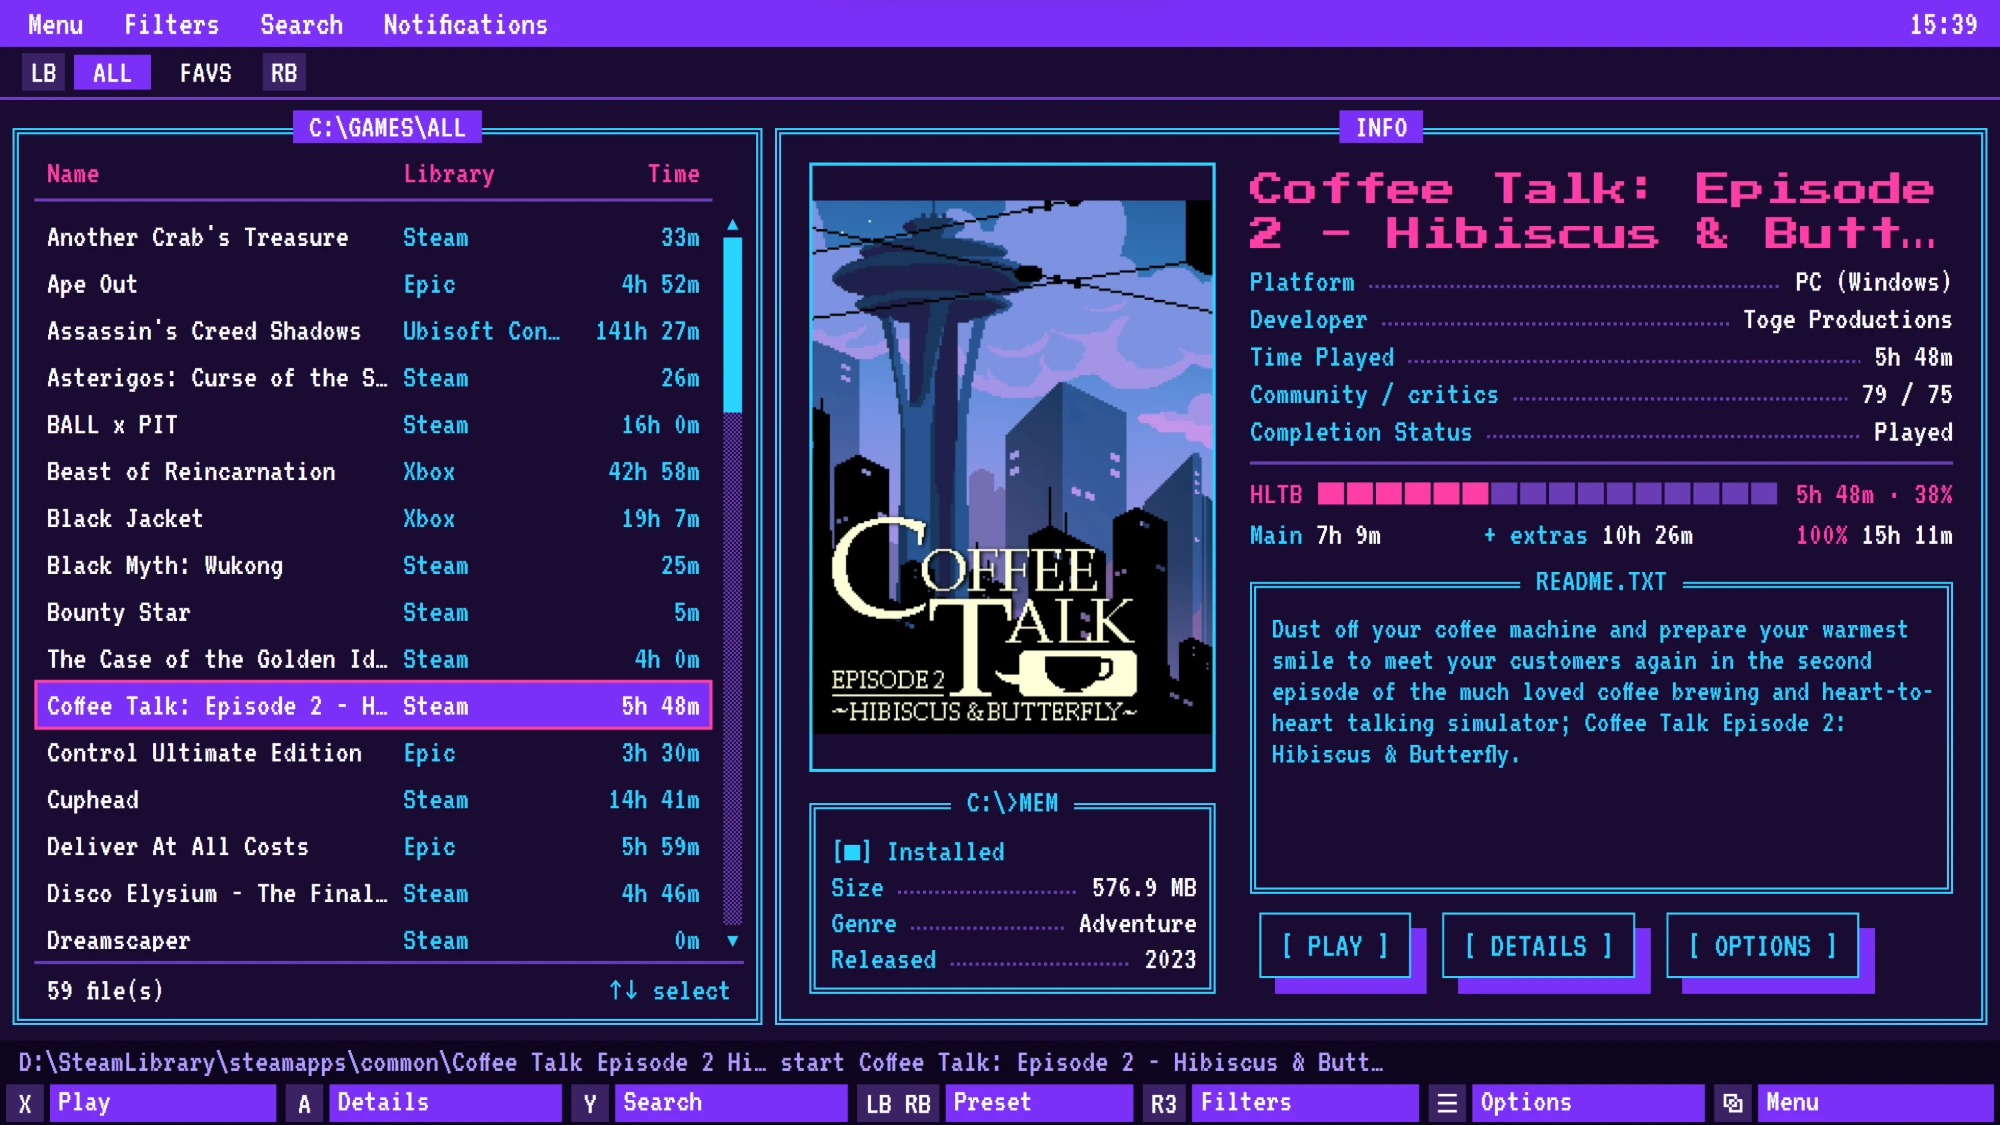 Menu Filters Search Notifications 15:39
LB ALL FAVS RB
C:\GAMES\ALL
Name Library Time
Another Crab's Treasure Steam 33m
Ape Out Epic 4h 52m
Assassin's Creed Shadows Ubisoft Con… 141h 27m
Asterigos: Curse of the S… Steam 26m
BALL x PIT Steam 16h 0m
Beast of Reincarnation Xbox 42h 58m
Black Jacket Xbox 19h 7m
Black Myth: Wukong Steam 25m
Bounty Star Steam 5m
The Case of the Golden Id… Steam 4h 0m
Coffee Talk: Episode 2 - H… Steam 5h 48m
Control Ultimate Edition Epic 3h 30m
Cuphead Steam 14h 41m
Deliver At All Costs Epic 5h 59m
Disco Elysium - The Final… Steam 4h 46m
Dreamscaper Steam 0m
59 file(s) ↑↓ select
INFO
COFFEE
TALK
EPISODE 2
~HIBISCUS & BUTTERFLY~
C:\>MEM
[■] Installed
Size 576.9 MB
Genre Adventure
Released 2023
Coffee Talk: Episode
2 - Hibiscus & Butt…
Platform PC (Windows)
Developer Toge Productions
Time Played 5h 48m
Community / critics 79 / 75
Completion Status Played
HLTB 5h 48m · 38%
Main 7h 9m + extras 10h 26m 100% 15h 11m
README.TXT
Dust off your coffee machine and prepare your warmest
smile to meet your customers again in the second
episode of the much loved coffee brewing and heart-to-
heart talking simulator; Coffee Talk Episode 2:
Hibiscus & Butterfly.
[ PLAY ] [ DETAILS ] [ OPTIONS ]
D:\SteamLibrary\steamapps\common\Coffee Talk Episode 2 Hi… start Coffee Talk: Episode 2 - Hibiscus & Butt…
X Play A Details Y Search LB RB Preset R3 Filters ☰ Options Menu